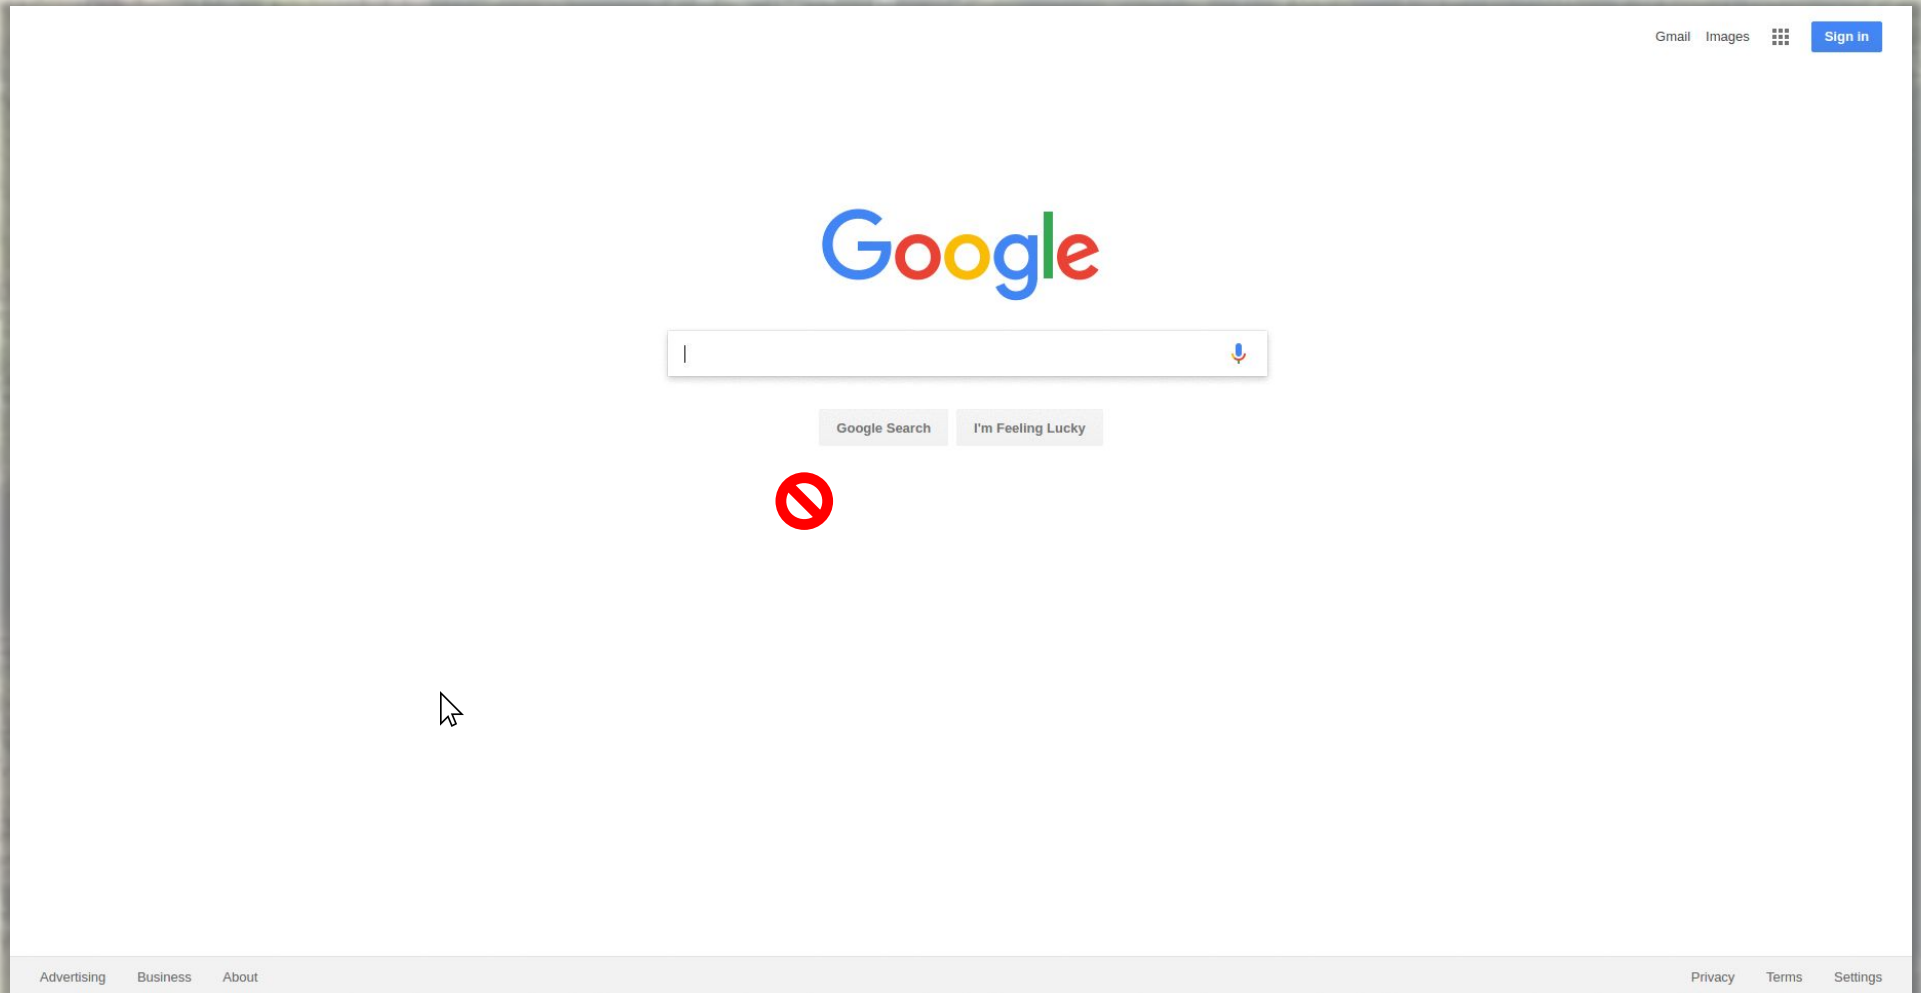 Gmail Images Sign in
Google
Google Search I'm Feeling Lucky
Advertising Business About Privacy Terms Settings